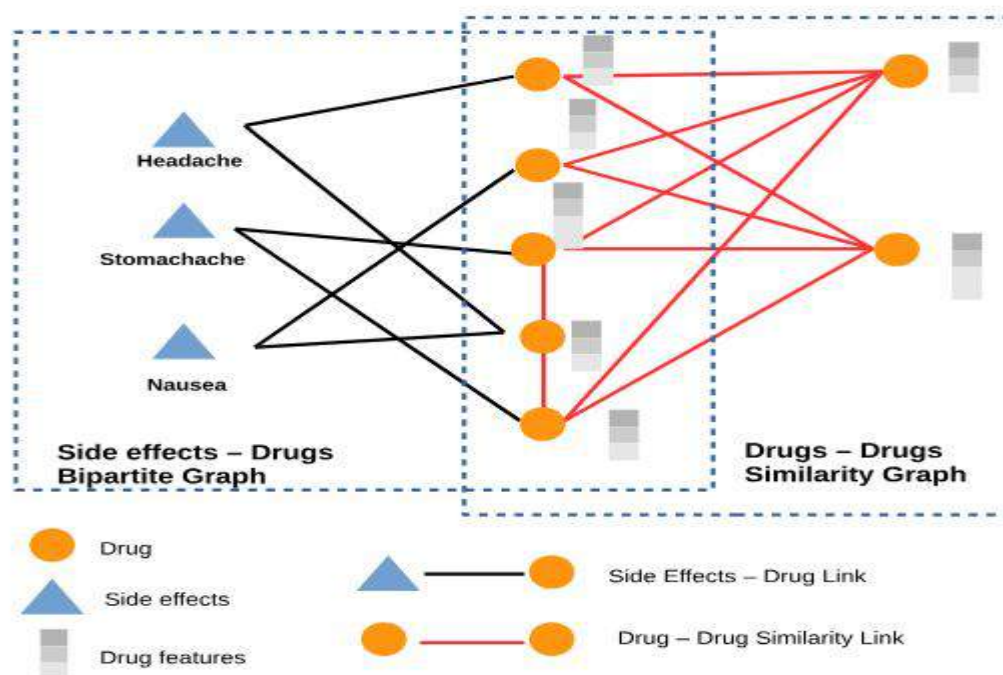 Headache
Stomachache
Nausea
Side effects – Drugs
Bipartite Graph
Drugs – Drugs
Similarity Graph
Drug
Side effects
Drug features
Side Effects – Drug Link
Drug – Drug Similarity Link